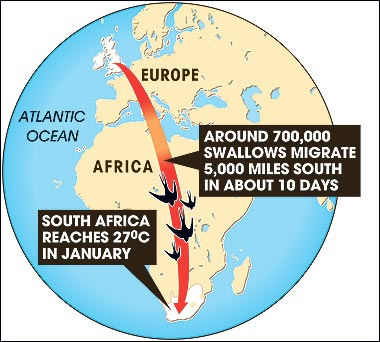 EUROPE
ATLANTIC
OCEAN
AROUND 700,000
SWALLOWS MIGRATE
5,000 MILES SOUTH
IN ABOUT 10 DAYS
AFRICA
SOUTH AFRICA
REACHES 27⁰C
IN JANUARY